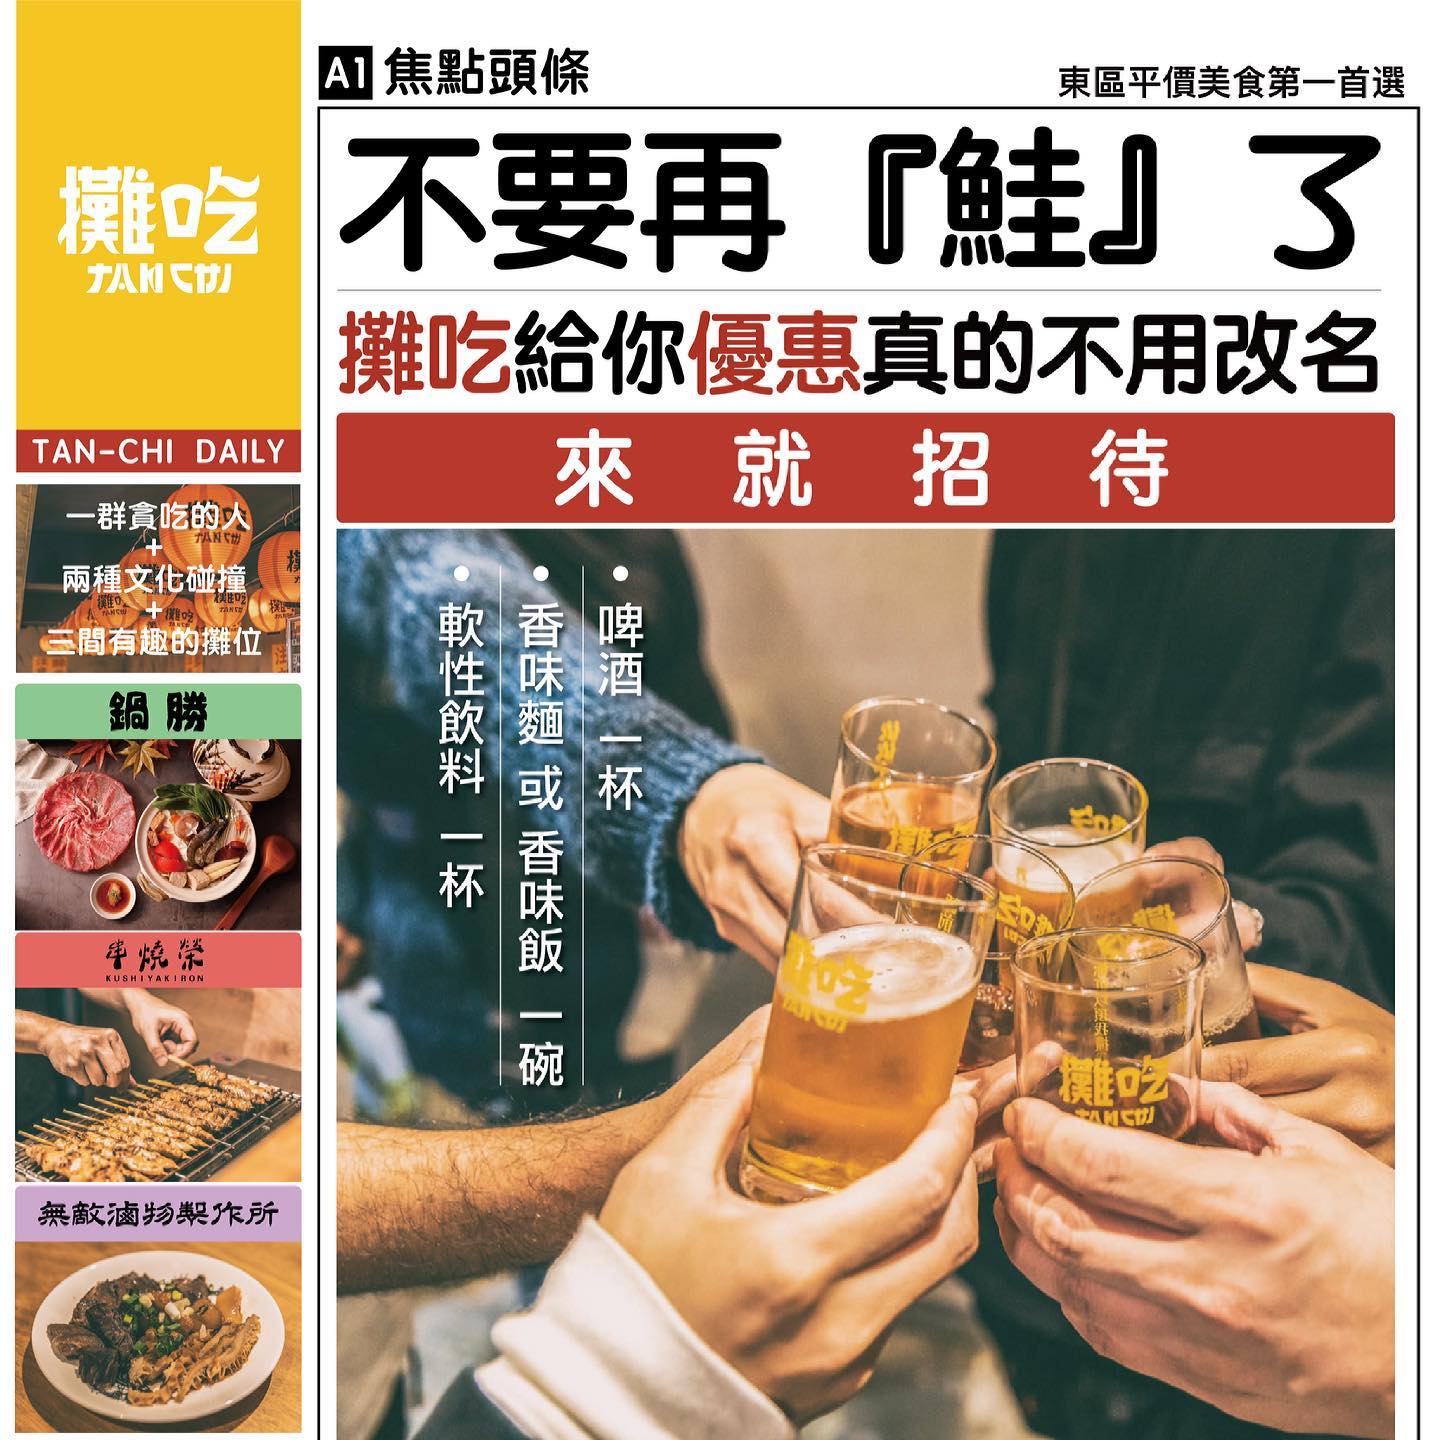 攤吃
TAN CHI
TAN-CHI DAILY
一群貪吃的人
+
兩種文化碰撞
+
三間有趣的攤位
鍋勝
串燒榮
KUSHIYAKIRON
無敵滷物製作所
A1 焦點頭條
東區平價美食第一首選
不要再『鮭』了
攤吃給你優惠真的不用改名
來就招待
• 啤酒 一杯
• 香味麵 或 香味飯 一碗
• 軟性飲料 一杯
攤吃
攤吃
TAN CHI
攤吃
TAN CHI